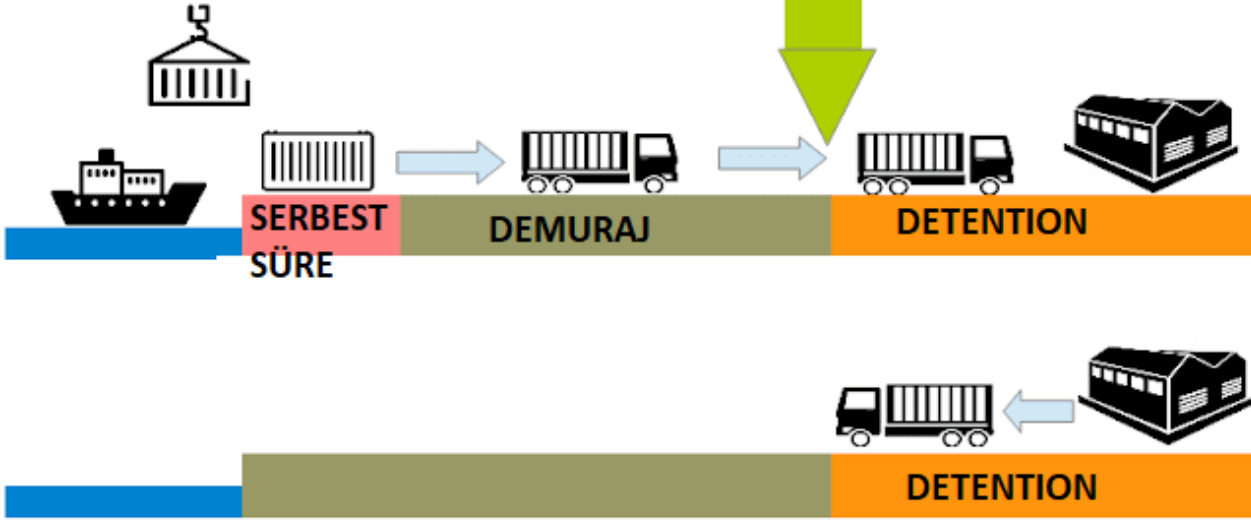 SERBEST
SÜRE
DEMURAJ
DETENTION
DETENTION